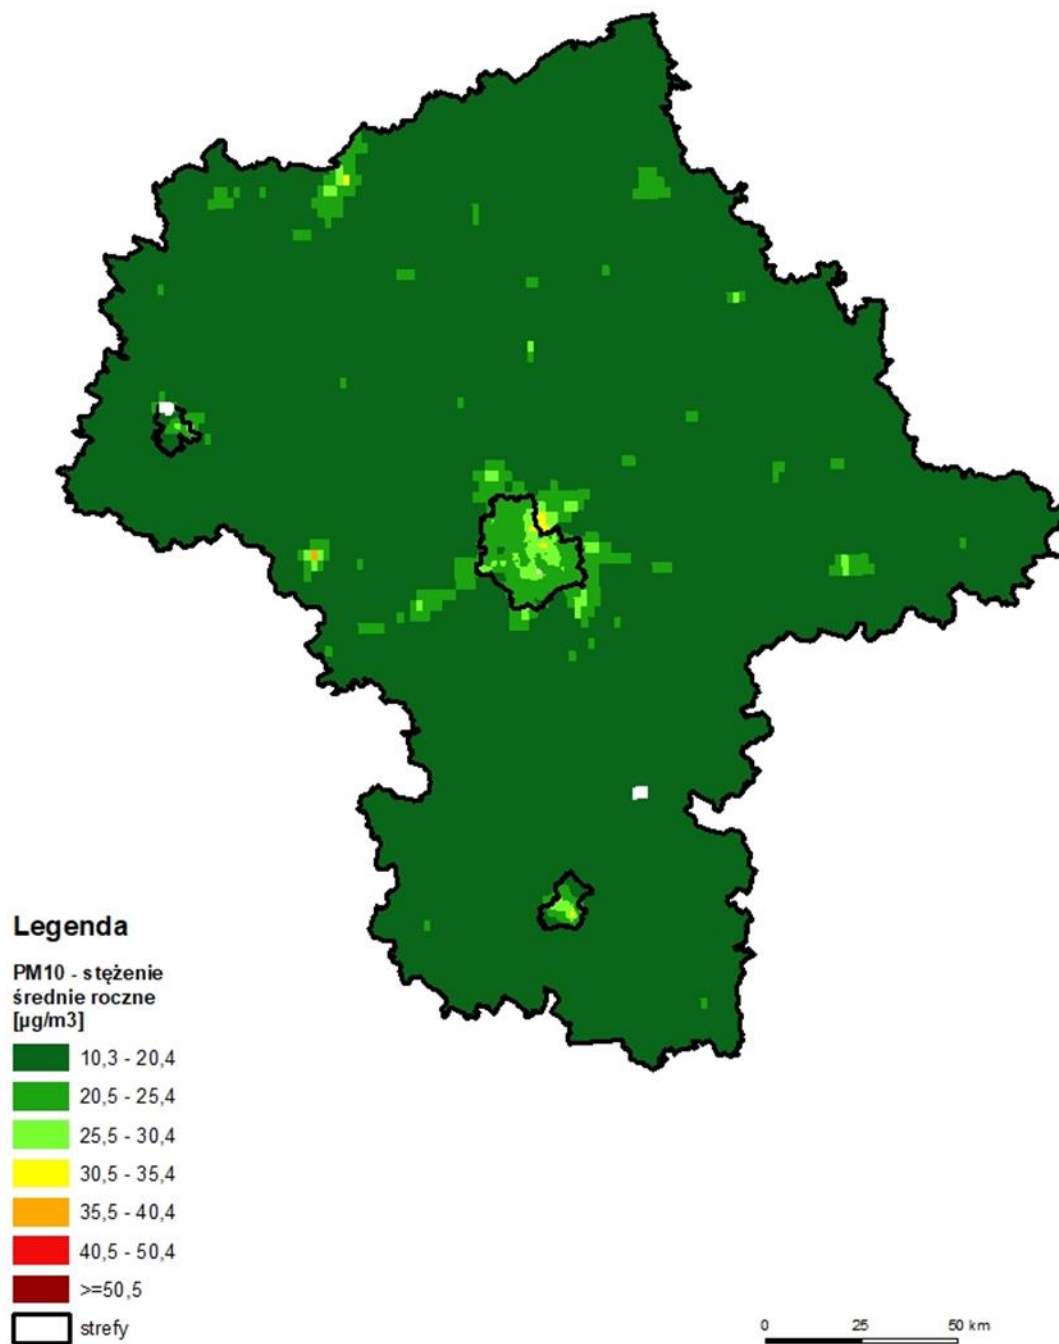 Legenda
PM10 - stężenie
średnie roczne
[µg/m3]
10,3 - 20,4
20,5 - 25,4
25,5 - 30,4
30,5 - 35,4
35,5 - 40,4
40,5 - 50,4
>=50,5
strefy
0 25 50 km